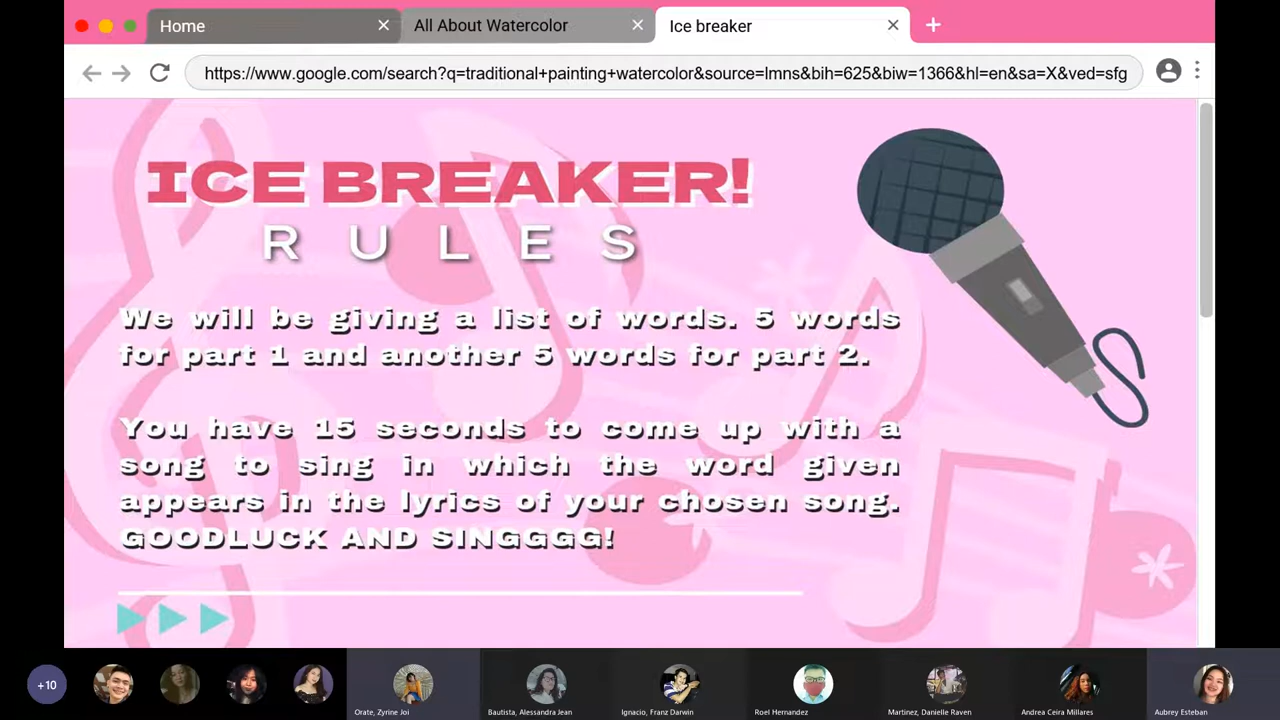 Home
All About Watercolor
Ice breaker
https://www.google.com/search?q=traditional+painting+watercolor&source=lmns&bih=625&biw=1366&hl=en&sa=X&ved=sfg
ICE BREAKER!
RULES
We will be giving a list of words. 5 words
for part 1 and another 5 words for part 2.
You have 15 seconds to come up with a
song to sing in which the word given
appears in the lyrics of your chosen song.
GOODLUCK AND SINGGGG!
+10
Orate, Zyrine Joi
Bautista, Alessandra Jean
Ignacio, Franz Darwin
Roel Hernandez
Martinez, Danielle Raven
Andrea Ceira Millares
Aubrey Esteban